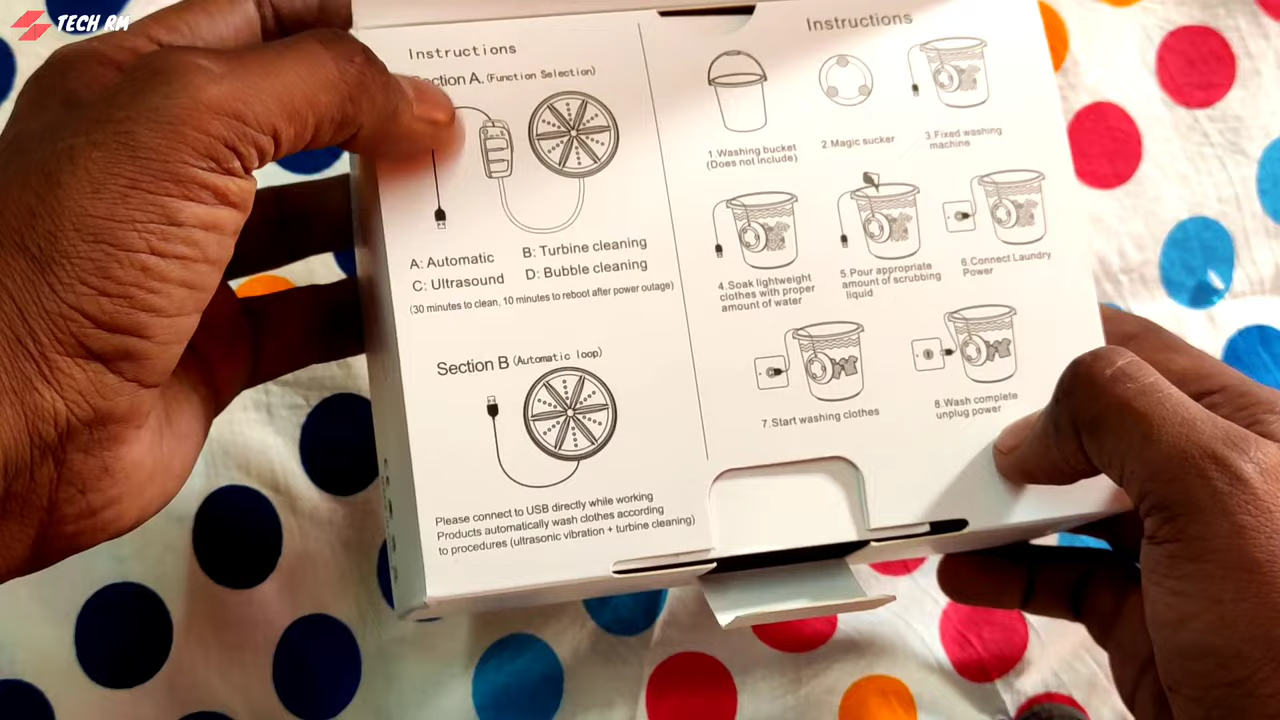 TECH RM
Instructions
Section A. (Function Selection)
A: Automatic
B: Turbine cleaning
C: Ultrasound
D: Bubble cleaning
(30 minutes to clean, 10 minutes to reboot after power outage)
Section B (Automatic loop)
Please connect to USB directly while working
Products automatically wash clothes according
to procedures (ultrasonic vibration + turbine cleaning)
Instructions
1.Washing bucket
(Does not include)
2.Magic sucker
3.Fixed washing
machine
4.Soak lightweight
clothes with proper
amount of water
5.Pour appropriate
amount of scrubbing
liquid
6.Connect Laundry
Power
7.Start washing clothes
8.Wash complete
unplug power